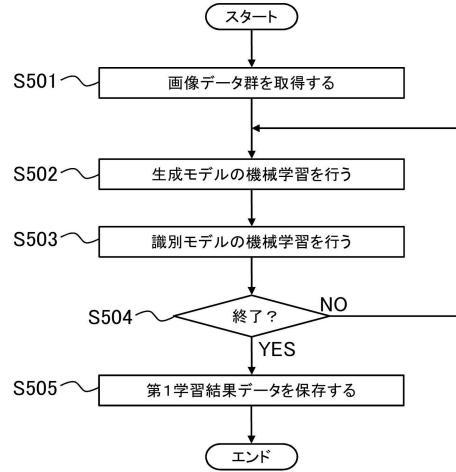 スタート
S501
画像データ群を取得する
S502
生成モデルの機械学習を行う
S503
識別モデルの機械学習を行う
S504
終了?
NO
YES
S505
第1学習結果データを保存する
エンド